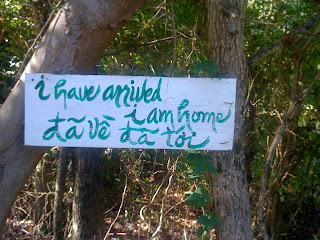 i have arrived
i am home
đã về đã tới